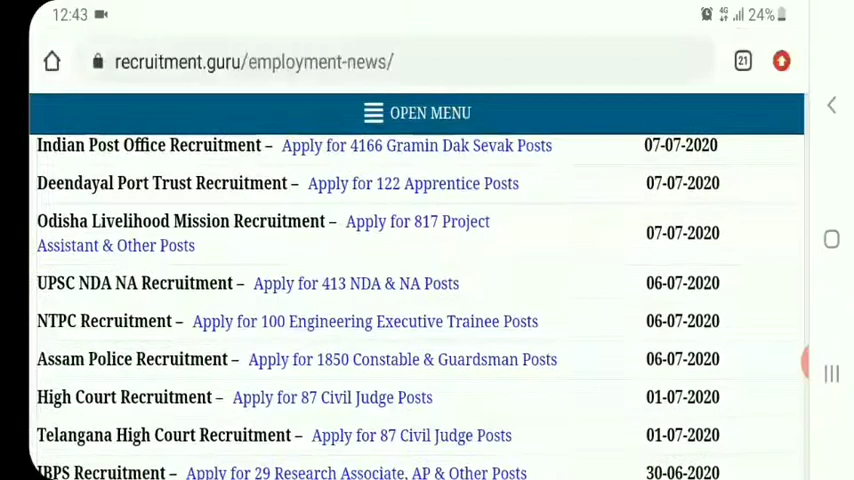 12:43 4G 24%
recruitment.guru/employment-news/ 21
OPEN MENU
Indian Post Office Recruitment – Apply for 4166 Gramin Dak Sevak Posts 07-07-2020
Deendayal Port Trust Recruitment – Apply for 122 Apprentice Posts 07-07-2020
Odisha Livelihood Mission Recruitment – Apply for 817 Project
Assistant & Other Posts 07-07-2020
UPSC NDA NA Recruitment – Apply for 413 NDA & NA Posts 06-07-2020
NTPC Recruitment – Apply for 100 Engineering Executive Trainee Posts 06-07-2020
Assam Police Recruitment – Apply for 1850 Constable & Guardsman Posts 06-07-2020
High Court Recruitment – Apply for 87 Civil Judge Posts 01-07-2020
Telangana High Court Recruitment – Apply for 87 Civil Judge Posts 01-07-2020
IBPS Recruitment – Apply for 29 Research Associate, AP & Other Posts 30-06-2020